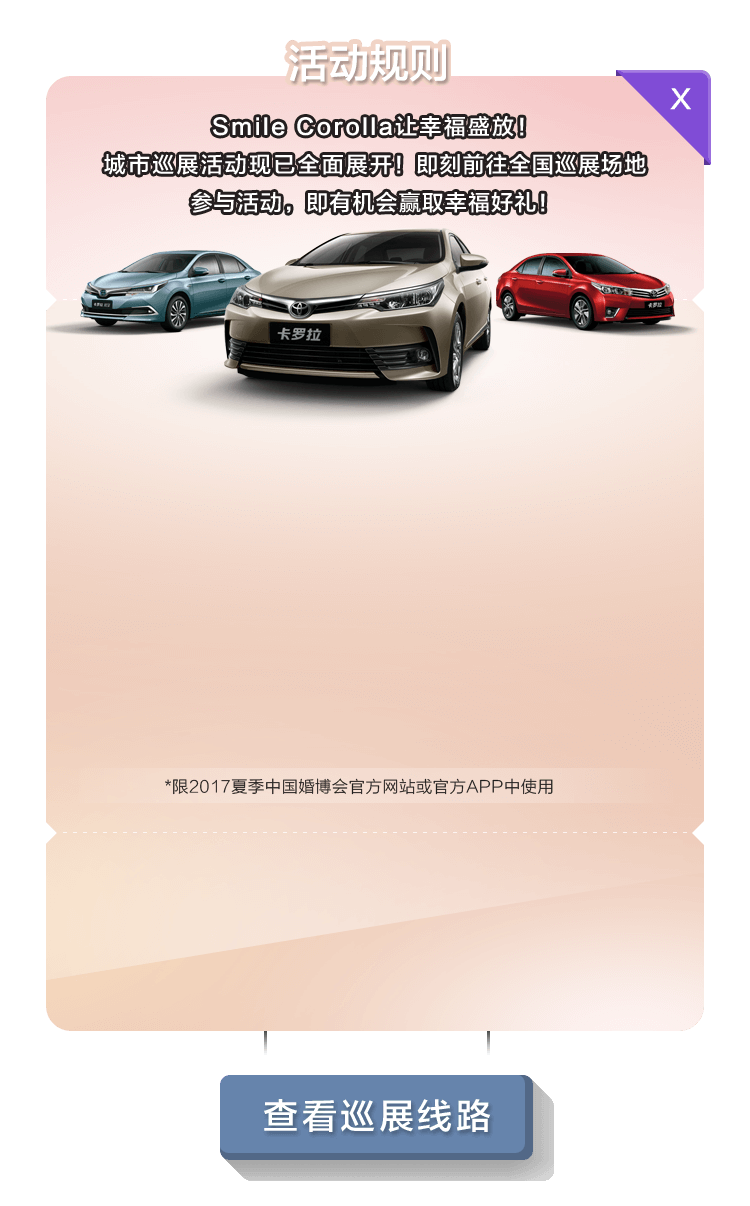 活动规则
X
Smile Corolla让幸福盛放！
城市巡展活动现已全面展开！即刻前往全国巡展场地
参与活动，即有机会赢取幸福好礼！
卡罗拉
卡罗拉
*限2017夏季中国婚博会官方网站或官方APP中使用
查看巡展线路